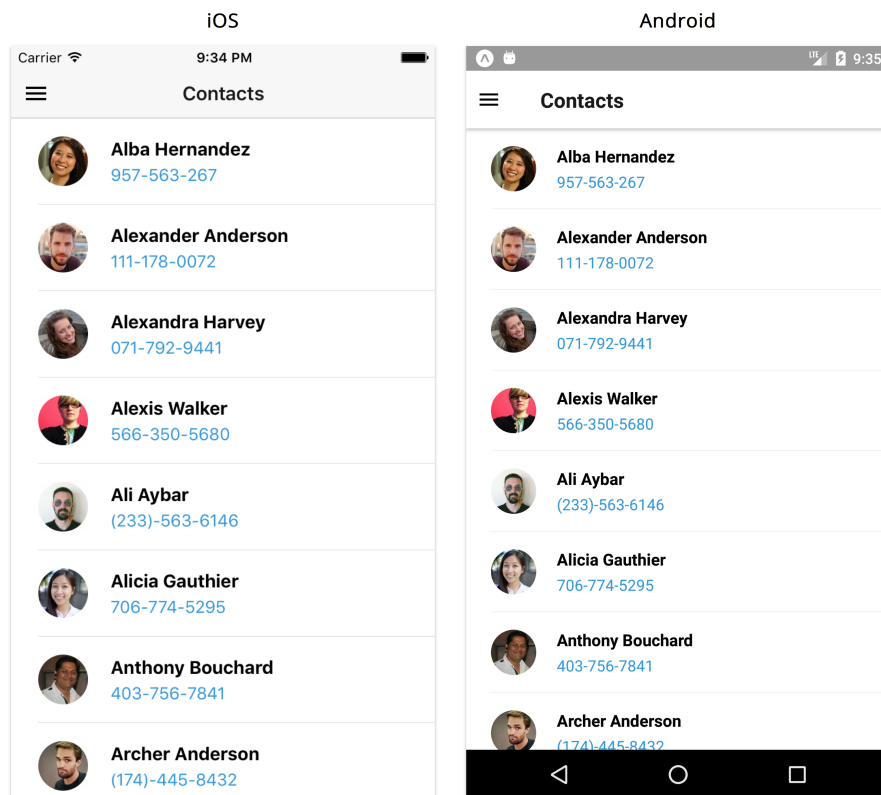 iOS
Carrier
9:34 PM
Contacts
Alba Hernandez
957-563-267
Alexander Anderson
111-178-0072
Alexandra Harvey
071-792-9441
Alexis Walker
566-350-5680
Ali Aybar
(233)-563-6146
Alicia Gauthier
706-774-5295
Anthony Bouchard
403-756-7841
Archer Anderson
(174)-445-8432
Android
LTE
9:35
Contacts
Alba Hernandez
957-563-267
Alexander Anderson
111-178-0072
Alexandra Harvey
071-792-9441
Alexis Walker
566-350-5680
Ali Aybar
(233)-563-6146
Alicia Gauthier
706-774-5295
Anthony Bouchard
403-756-7841
Archer Anderson
(174)-445-8432